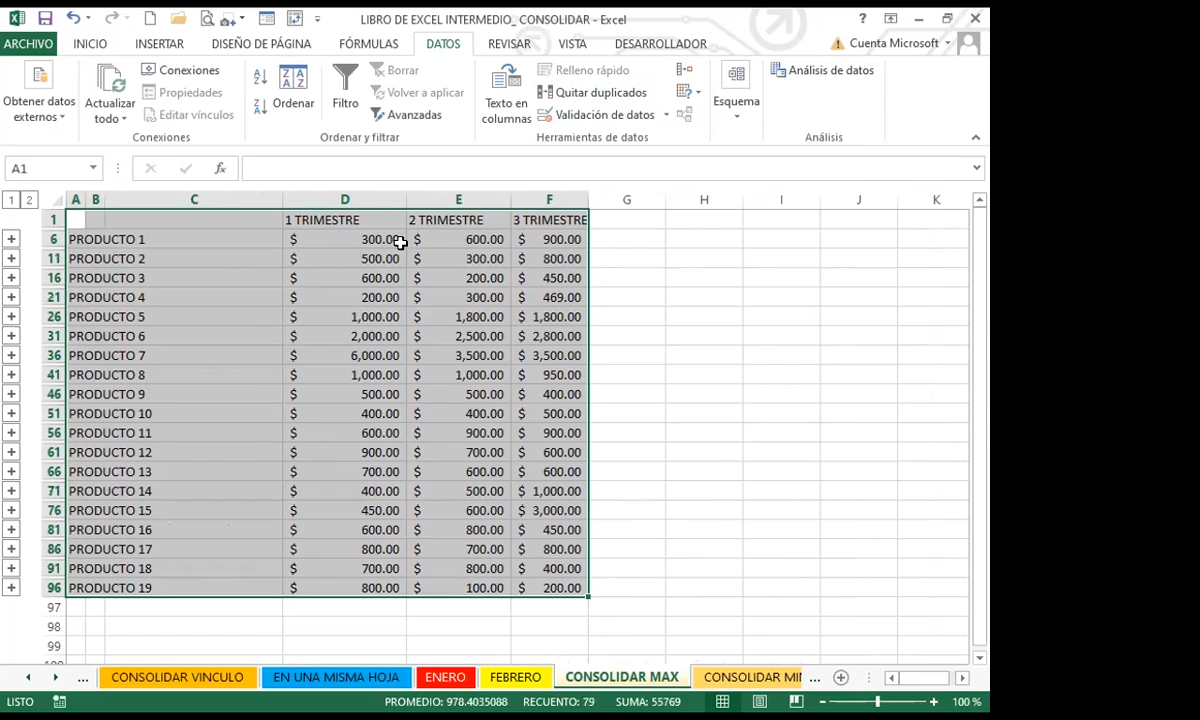 LIBRO DE EXCEL INTERMEDIO_ CONSOLIDAR - Excel
ARCHIVO INICIO INSERTAR DISEÑO DE PÁGINA FÓRMULAS DATOS REVISAR VISTA DESARROLLADOR Cuenta Microsoft
Conexiones Borrar Relleno rápido Análisis de datos
Propiedades Volver a aplicar Quitar duplicados
Obtener datos externos Actualizar todo Editar vínculos Ordenar Filtro Avanzadas Texto en columnas Validación de datos Esquema
Conexiones Ordenar y filtrar Herramientas de datos Análisis
A1 fx
1 2 A B C D E F G H I J K
1 1 TRIMESTRE 2 TRIMESTRE 3 TRIMESTRE
6 PRODUCTO 1 $ 300.00 $ 600.00 $ 900.00
11 PRODUCTO 2 $ 500.00 $ 300.00 $ 800.00
16 PRODUCTO 3 $ 600.00 $ 200.00 $ 450.00
21 PRODUCTO 4 $ 200.00 $ 300.00 $ 469.00
26 PRODUCTO 5 $ 1,000.00 $ 1,800.00 $ 1,800.00
31 PRODUCTO 6 $ 2,000.00 $ 2,500.00 $ 2,800.00
36 PRODUCTO 7 $ 6,000.00 $ 3,500.00 $ 3,500.00
41 PRODUCTO 8 $ 1,000.00 $ 1,000.00 $ 950.00
46 PRODUCTO 9 $ 500.00 $ 500.00 $ 400.00
51 PRODUCTO 10 $ 400.00 $ 400.00 $ 500.00
56 PRODUCTO 11 $ 600.00 $ 900.00 $ 900.00
61 PRODUCTO 12 $ 900.00 $ 700.00 $ 600.00
66 PRODUCTO 13 $ 700.00 $ 600.00 $ 600.00
71 PRODUCTO 14 $ 400.00 $ 500.00 $ 1,000.00
76 PRODUCTO 15 $ 450.00 $ 600.00 $ 3,000.00
81 PRODUCTO 16 $ 600.00 $ 800.00 $ 450.00
86 PRODUCTO 17 $ 800.00 $ 700.00 $ 800.00
91 PRODUCTO 18 $ 700.00 $ 800.00 $ 400.00
96 PRODUCTO 19 $ 800.00 $ 100.00 $ 200.00
97
98
99
... CONSOLIDAR VINCULO EN UNA MISMA HOJA ENERO FEBRERO CONSOLIDAR MAX CONSOLIDAR MIN ...
LISTO PROMEDIO: 978.4035088 RECUENTO: 79 SUMA: 55769 100 %